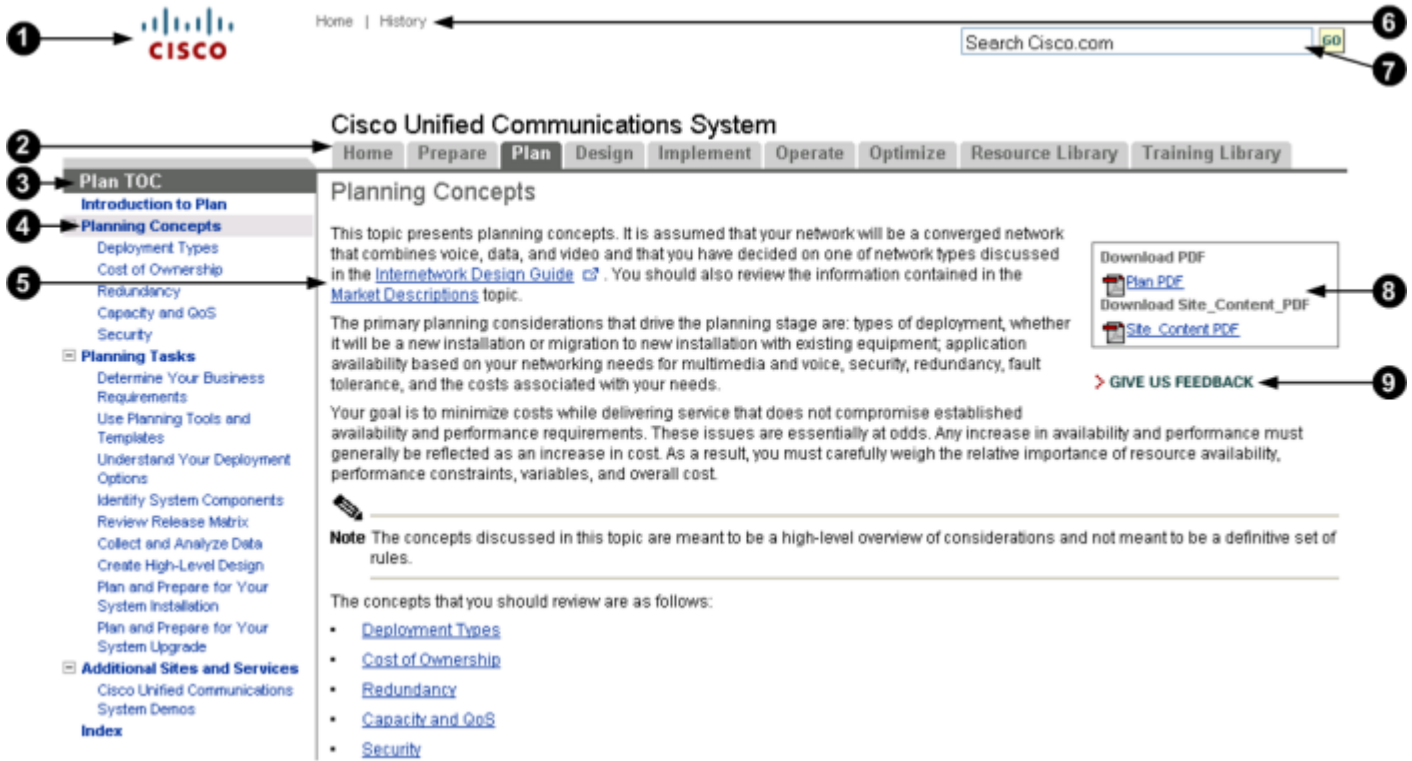 1
CISCO
Home | History
6
Search Cisco.com
GO
7
Cisco Unified Communications System
2
Home Prepare Plan Design Implement Operate Optimize Resource Library Training Library
3
Plan TOC
Introduction to Plan
4
Planning Concepts
Deployment Types
Cost of Ownership
Redundancy
Capacity and QoS
Security
Planning Tasks
Determine Your Business
Requirements
Use Planning Tools and
Templates
Understand Your Deployment
Options
Identify System Components
Review Release Matrix
Collect and Analyze Data
Create High-Level Design
Plan and Prepare for Your
System Installation
Plan and Prepare for Your
System Upgrade
Additional Sites and Services
Cisco Unified Communications
System Demos
Index
5
Planning Concepts
This topic presents planning concepts. It is assumed that your network will be a converged network
that combines voice, data, and video and that you have decided on one of network types discussed
in the Internetwork Design Guide . You should also review the information contained in the
Market Descriptions topic.
The primary planning considerations that drive the planning stage are: types of deployment, whether
it will be a new installation or migration to new installation with existing equipment; application
availability based on your networking needs for multimedia and voice, security, redundancy, fault
tolerance, and the costs associated with your needs.
Your goal is to minimize costs while delivering service that does not compromise established
availability and performance requirements. These issues are essentially at odds. Any increase in availability and performance must
generally be reflected as an increase in cost. As a result, you must carefully weigh the relative importance of resource availability,
performance constraints, variables, and overall cost.
Note The concepts discussed in this topic are meant to be a high-level overview of considerations and not meant to be a definitive set of
rules.
The concepts that you should review are as follows:
▪ Deployment Types
▪ Cost of Ownership
▪ Redundancy
▪ Capacity and QoS
▪ Security
Download PDF
Plan PDF
8
Download Site_Content_PDF
Site_Content PDF
> GIVE US FEEDBACK
9